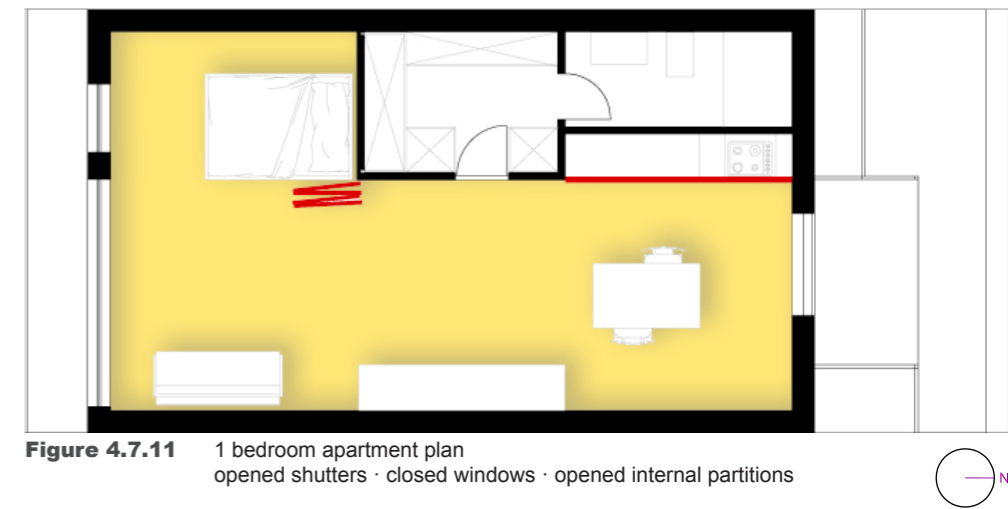 Figure 4.7.11 1 bedroom apartment plan
opened shutters · closed windows · opened internal partitions
N